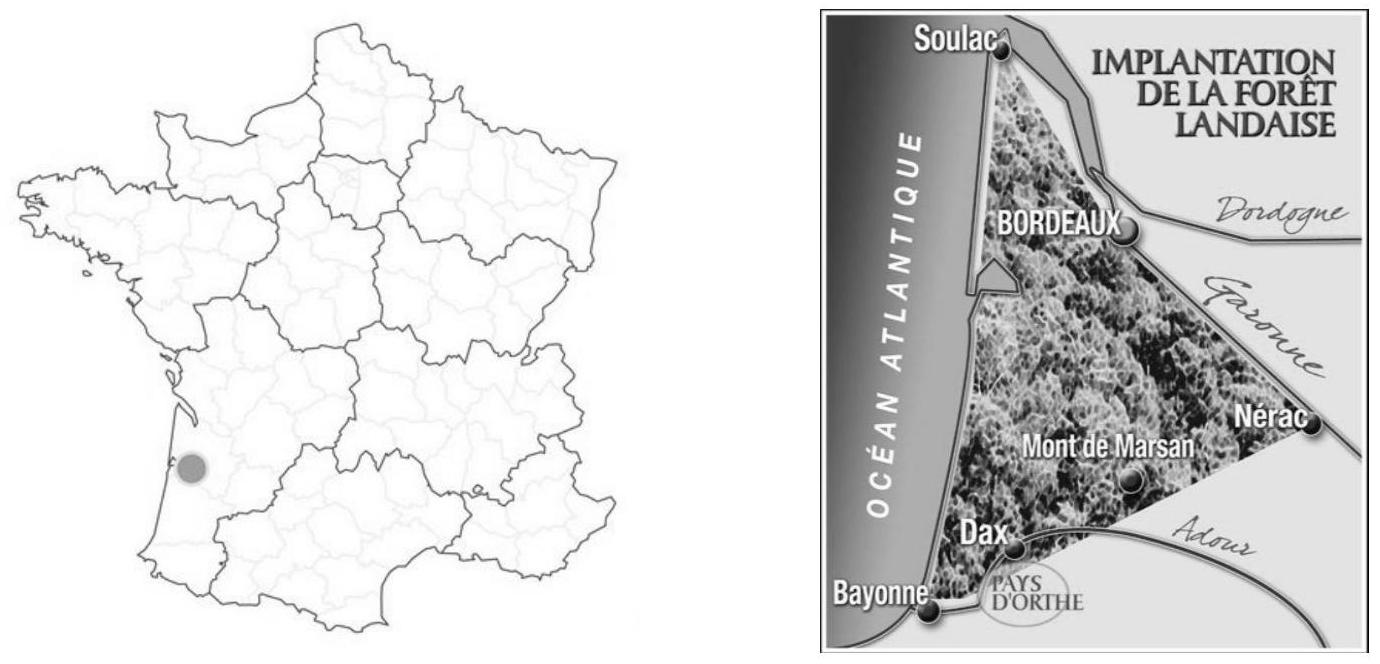 Soulac
IMPLANTATION
DE LA FORÊT
LANDAISE
OCÉAN ATLANTIQUE
BORDEAUX
Dordogne
Garonne
Nérac
Mont de Marsan
Dax
Adour
Bayonne
PAYS
D'ORTHE